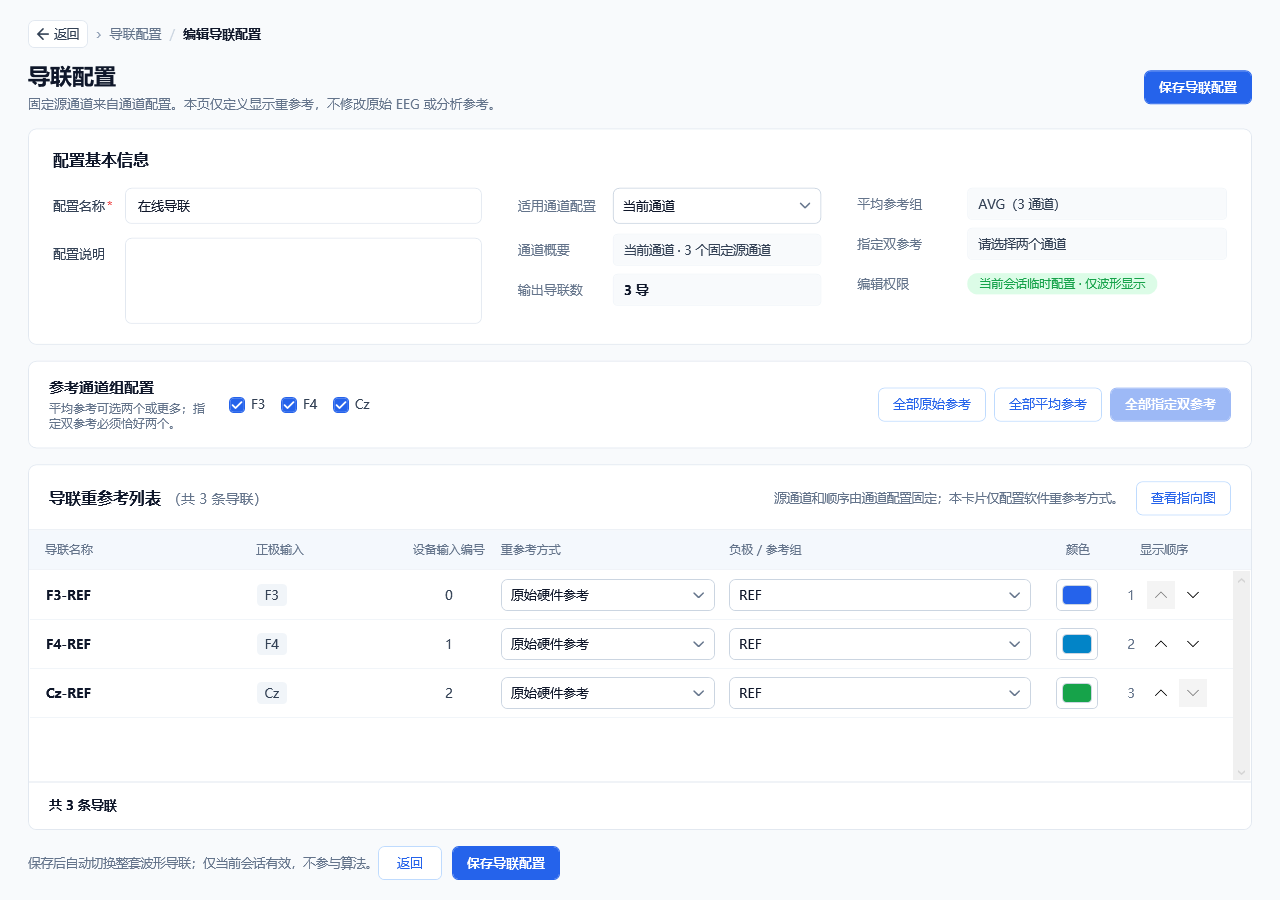 返回 › 导联配置 / 编辑导联配置
导联配置
固定源通道来自通道配置。本页仅定义显示重参考，不修改原始 EEG 或分析参考。
保存导联配置
配置基本信息
配置名称* 在线导联
配置说明
适用通道配置 当前通道
通道概要 当前通道 · 3 个固定源通道
输出导联数 3 导
平均参考组 AVG（3 通道）
指定双参考 请选择两个通道
编辑权限 当前会话临时配置 · 仅波形显示
参考通道组配置
平均参考可选两个或更多；指
定双参考必须恰好两个。
F3 F4 Cz
全部原始参考 全部平均参考 全部指定双参考
导联重参考列表 （共 3 条导联）
源通道和顺序由通道配置固定；本卡片仅配置软件重参考方式。 查看指向图
导联名称 正极输入 设备输入编号 重参考方式 负极 / 参考组 颜色 显示顺序
F3-REF F3 0 原始硬件参考 REF 1
F4-REF F4 1 原始硬件参考 REF 2
Cz-REF Cz 2 原始硬件参考 REF 3
共 3 条导联
保存后自动切换整套波形导联；仅当前会话有效，不参与算法。 返回 保存导联配置